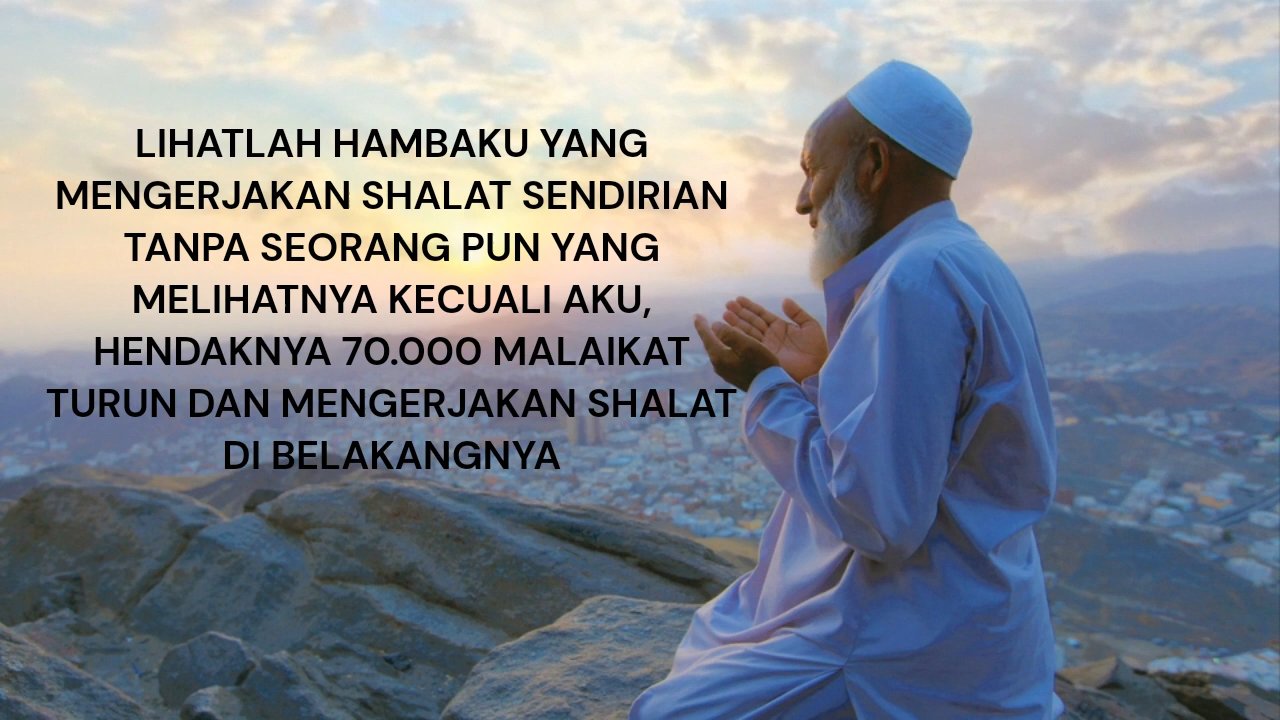 LIHATLAH HAMBAKU YANG
MENGERJAKAN SHALAT SENDIRIAN
TANPA SEORANG PUN YANG
MELIHATNYA KECUALI AKU,
HENDAKNYA 70.000 MALAIKAT
TURUN DAN MENGERJAKAN SHALAT
DI BELAKANGNYA